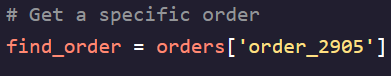 # Get a specific order
find_order = orders['order_2905']